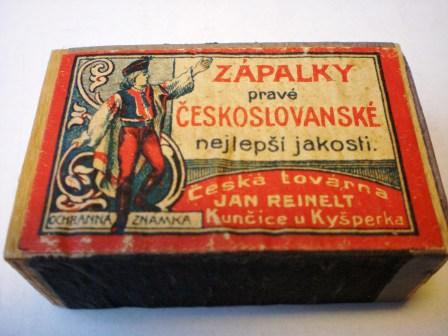 ZÁPALKY
pravé
ČESKOSLOVANSKÉ
nejlepší jakosti.
Česká továrna
JAN REINELT
Kunčice u Kyšperka
OCHRANNÁ ZNÁMKA